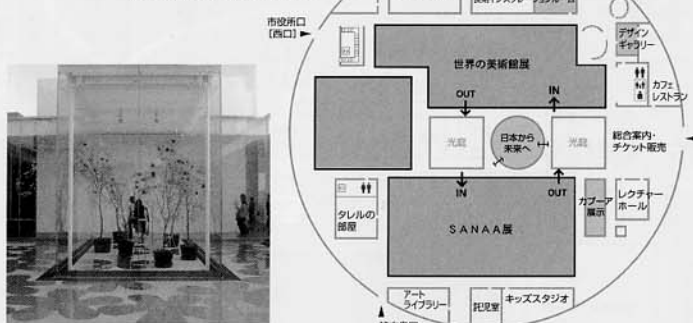 市役所口
[西口]
デザイン
ギャラリー
世界の美術館展
カフェ
レストラン
OUT
IN
光庭
日本から
未来へ
光庭
総合案内・
チケット販売
IN
OUT
タレルの
部屋
SANAA展
カプーア
展示
レクチャー
ホール
アート
ライブラリー
託児室
キッズスタジオ